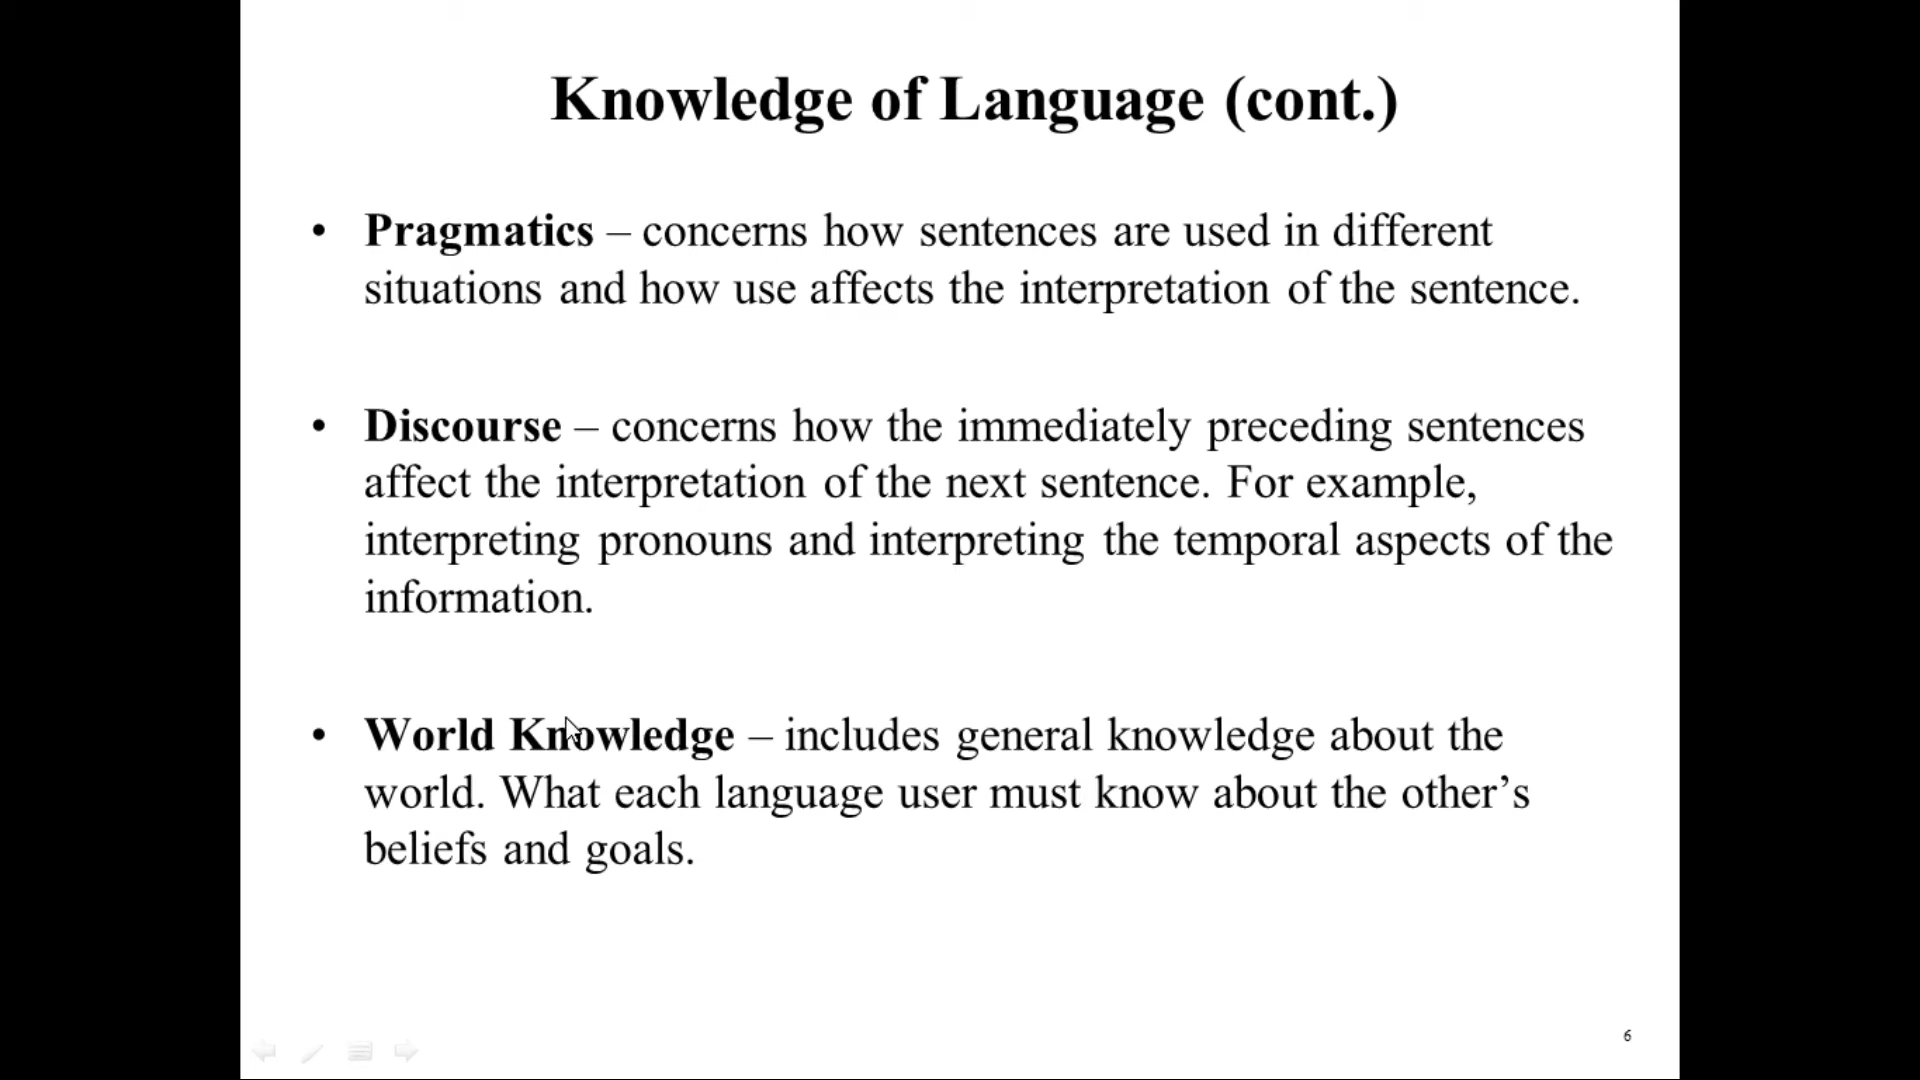 Knowledge of Language (cont.)
• Pragmatics – concerns how sentences are used in different
situations and how use affects the interpretation of the sentence.
• Discourse – concerns how the immediately preceding sentences
affect the interpretation of the next sentence. For example,
interpreting pronouns and interpreting the temporal aspects of the
information.
• World Knowledge – includes general knowledge about the
world. What each language user must know about the other’s
beliefs and goals.
6